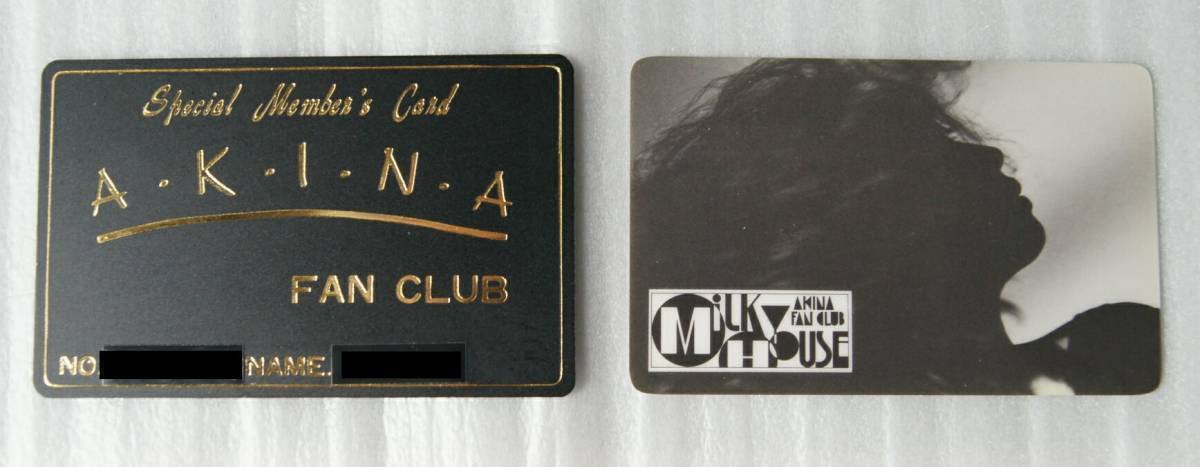 Special Member's Card
A·K·I·N·A
FAN CLUB
NO.
NAME.
MiLKY HOUSE
AKINA
FAN CLUB